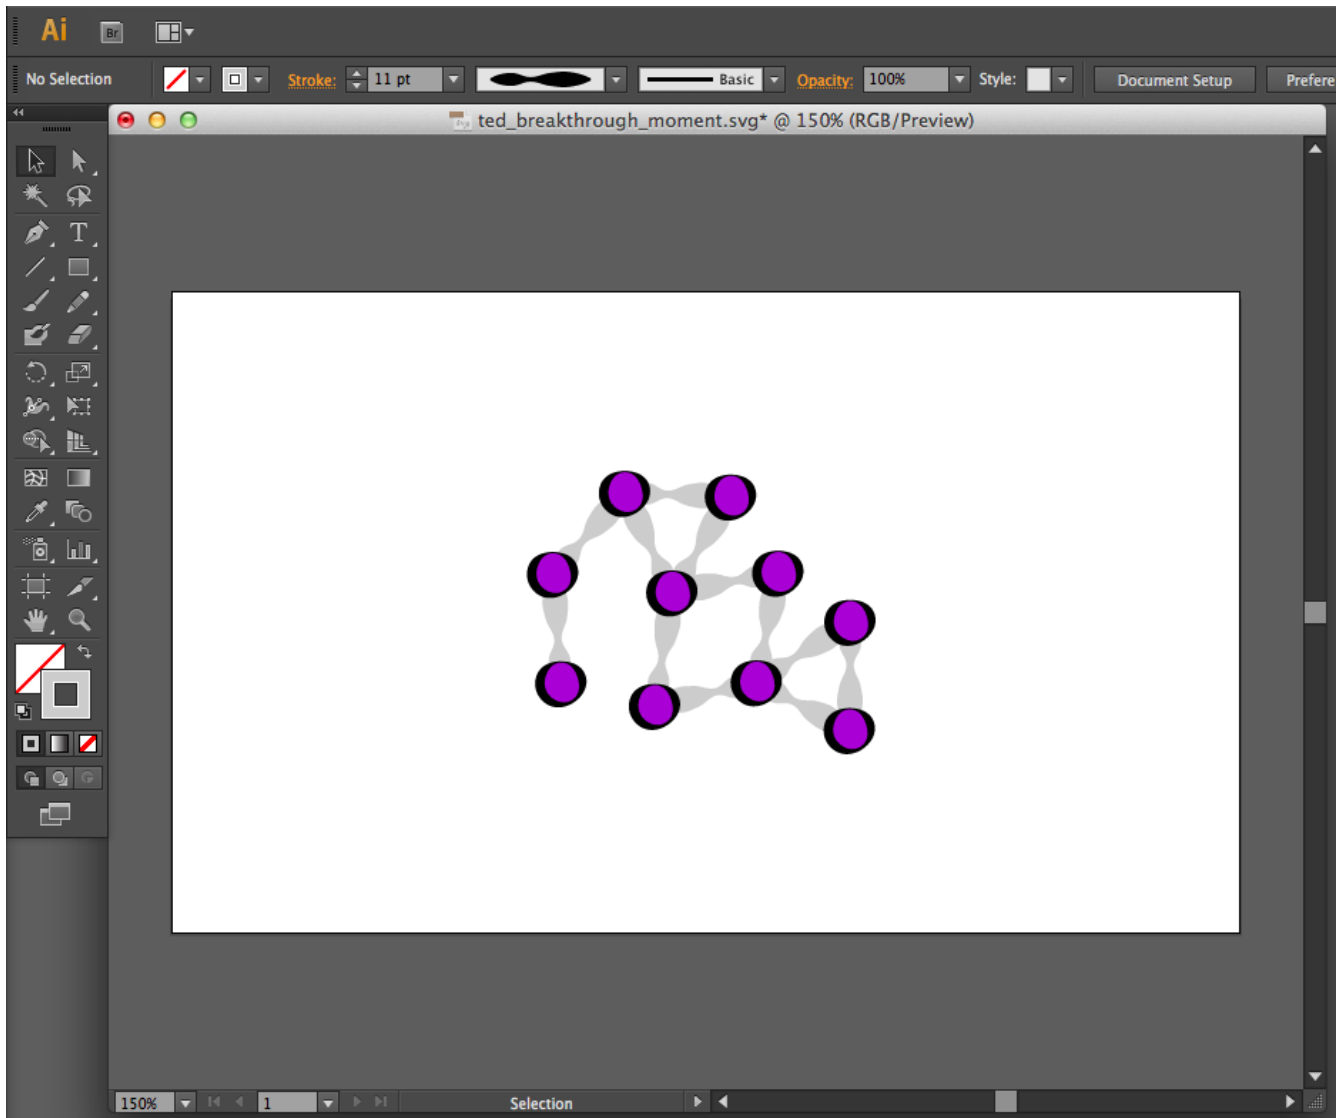 Ai Br
No Selection Stroke: 11 pt Basic Opacity: 100% Style: Document Setup Prefere
ted_breakthrough_moment.svg* @ 150% (RGB/Preview)
T
150% 1 Selection